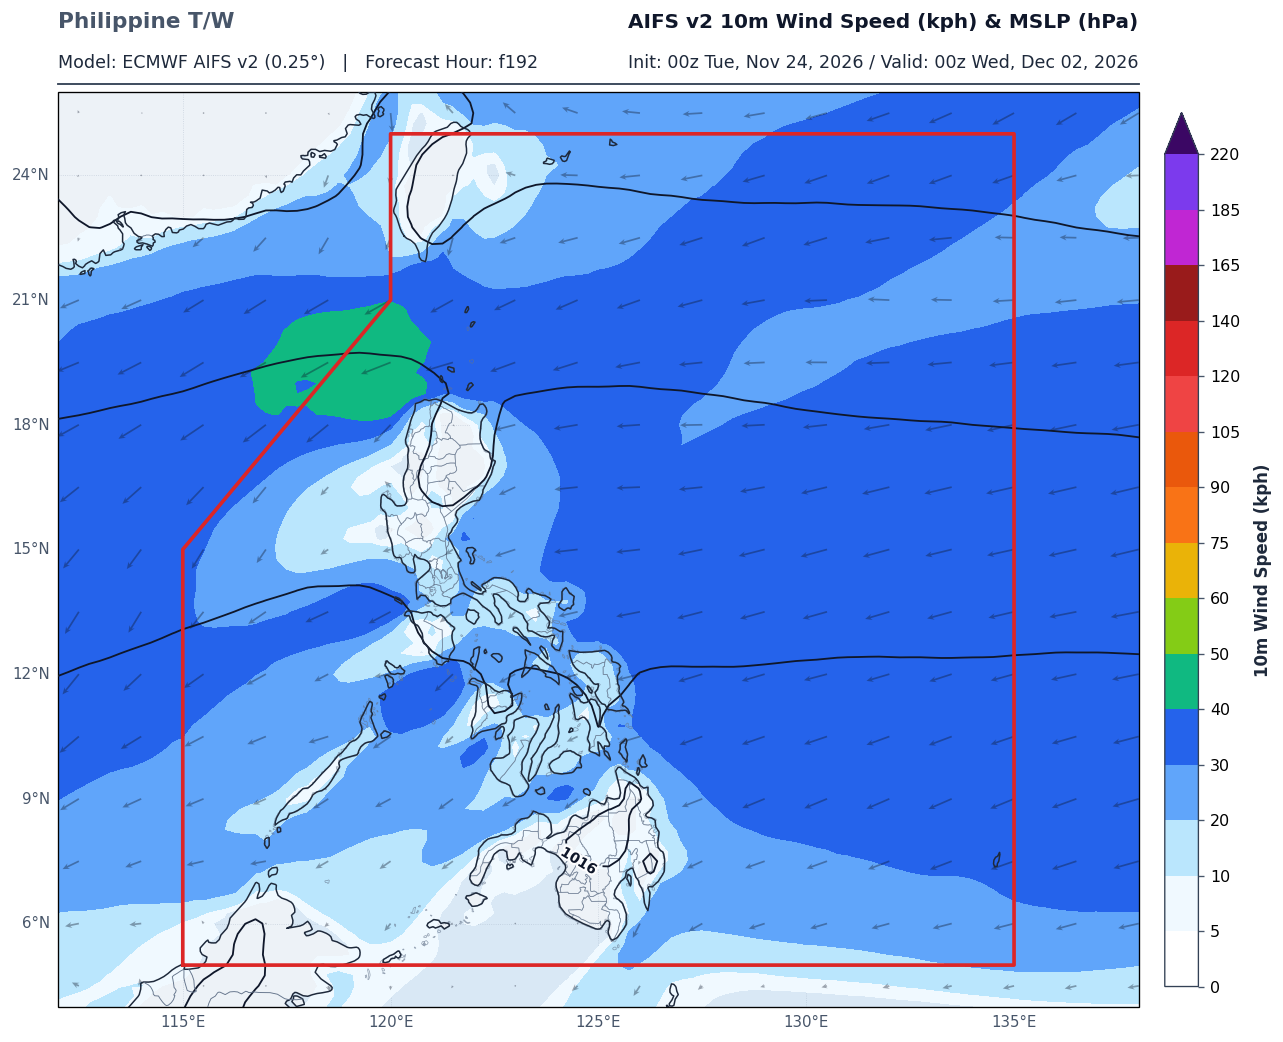 Philippine T/W
AIFS v2 10m Wind Speed (kph) & MSLP (hPa)
Model: ECMWF AIFS v2 (0.25°) | Forecast Hour: f192
Init: 00z Tue, Nov 24, 2026 / Valid: 00z Wed, Dec 02, 2026
24°N
21°N
18°N
15°N
12°N
9°N
6°N
1016
115°E
120°E
125°E
130°E
135°E
220
185
165
140
120
105
90
75
60
50
40
30
20
10
5
0
10m Wind Speed (kph)